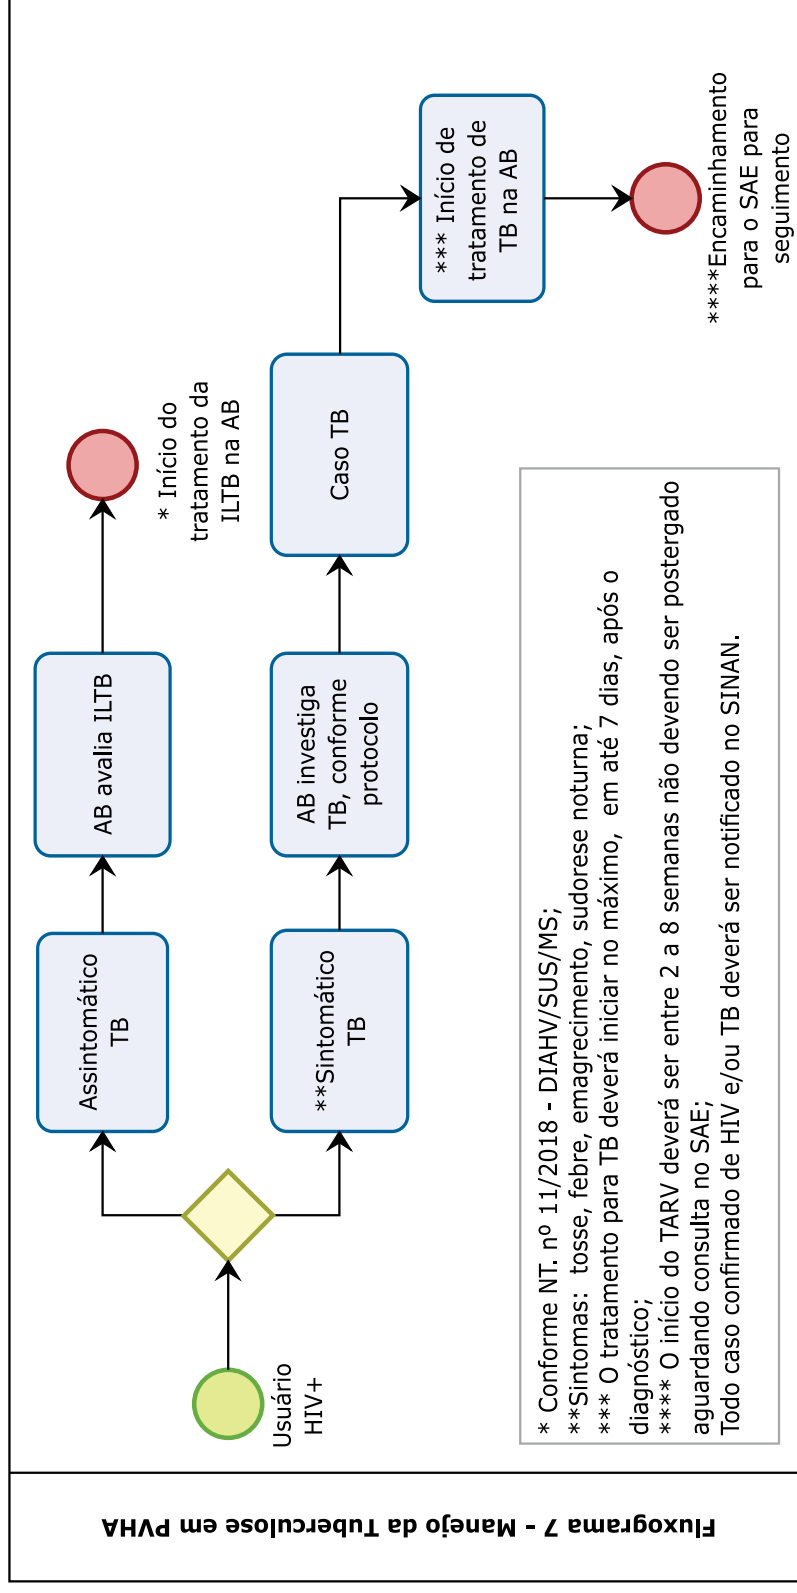 Fluxograma 7 - Manejo da Tuberculose em PVHA
Usuário
HIV+
Assintomático
TB
AB avalia ILTB
* Início do
tratamento da
ILTB na AB
**Sintomático
TB
AB investiga
TB, conforme
protocolo
Caso TB
*** Início de
tratamento de
TB na AB
****Encaminhamento
para o SAE para
seguimento
* Conforme NT. nº 11/2018 - DIAHV/SUS/MS;
**Sintomas: tosse, febre, emagrecimento, sudorese noturna;
*** O tratamento para TB deverá iniciar no máximo, em até 7 dias, após o
diagnóstico;
**** O início do TARV deverá ser entre 2 a 8 semanas não devendo ser postergado
aguardando consulta no SAE;
Todo caso confirmado de HIV e/ou TB deverá ser notificado no SINAN.